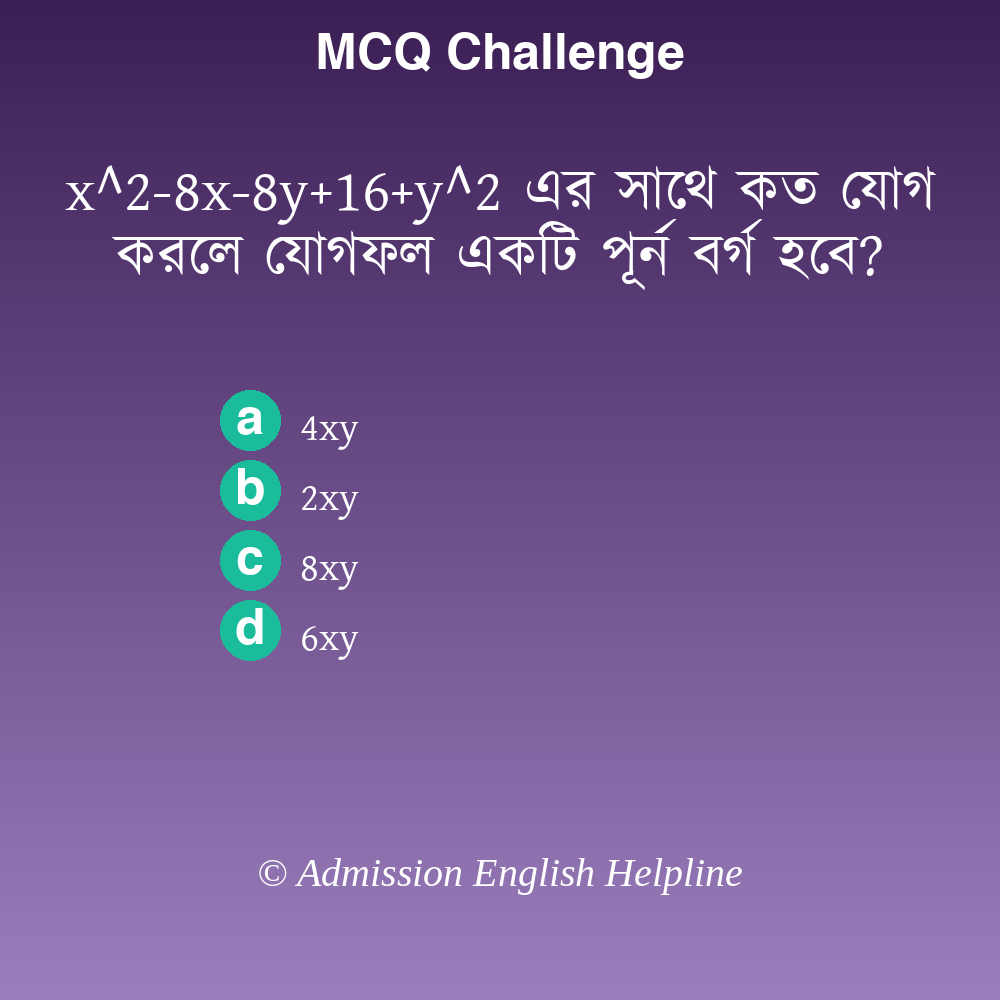 MCQ Challenge
x^2-8x-8y+16+y^2 এর সাথে কত যোগ
করলে যোগফল একটি পূর্ন বর্গ হবে?
a 4xy
b 2xy
c 8xy
d 6xy
© Admission English Helpline